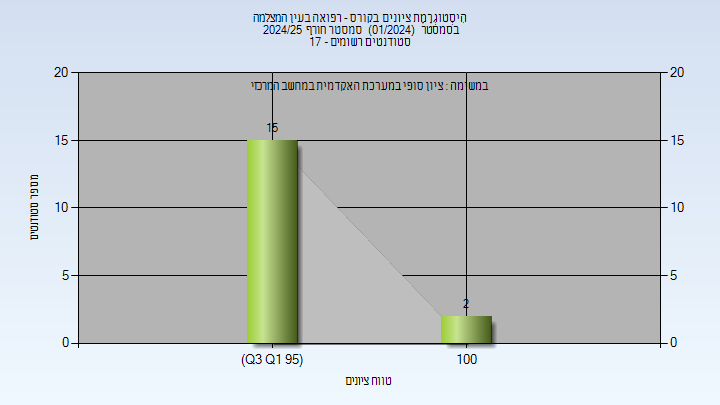 היסטוגרמת ציונים בקורס - רפואה בעין המצלמה
בסמסטר (01/2024) סמסטר חורף 2024/25
סטודנטים רשומים - 17
במשימה : ציון סופי במערכת האקדמית במחשב המרכזי
20
20
15
15
15
10
10
5
5
2
0
0
(Q3 Q1 95)
100
מספר סטודנטים
טווח ציונים